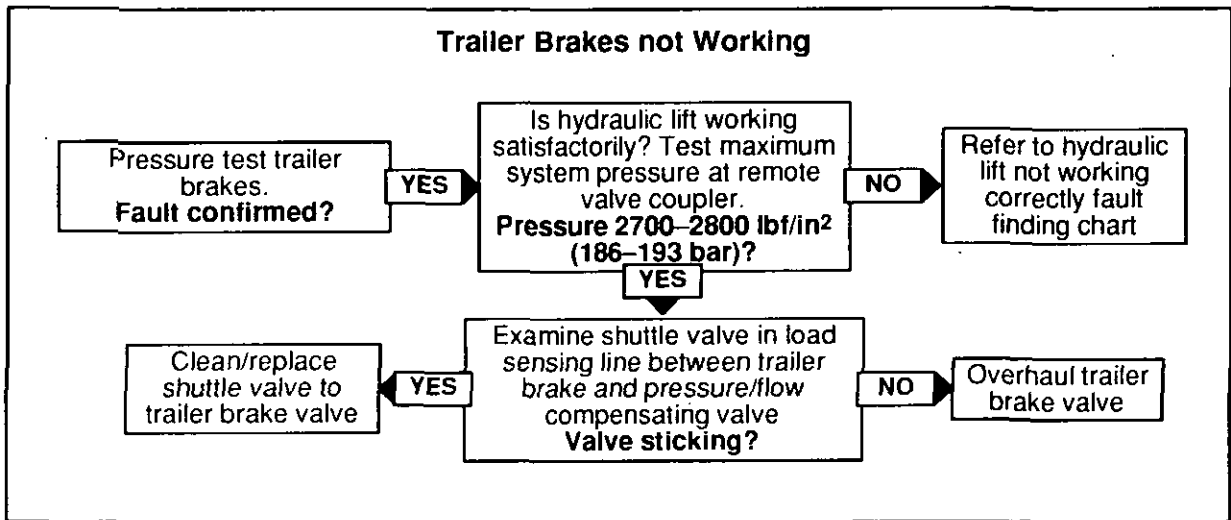 Trailer Brakes not Working
Pressure test trailer
brakes.
Fault confirmed?
YES
Is hydraulic lift working
satisfactorily? Test maximum
system pressure at remote
valve coupler.
Pressure 2700–2800 lbf/in²
(186–193 bar)?
NO
Refer to hydraulic
lift not working
correctly fault
finding chart
YES
Examine shuttle valve in load
sensing line between trailer
brake and pressure/flow
compensating valve
Valve sticking?
YES
Clean/replace
shuttle valve to
trailer brake valve
NO
Overhaul trailer
brake valve